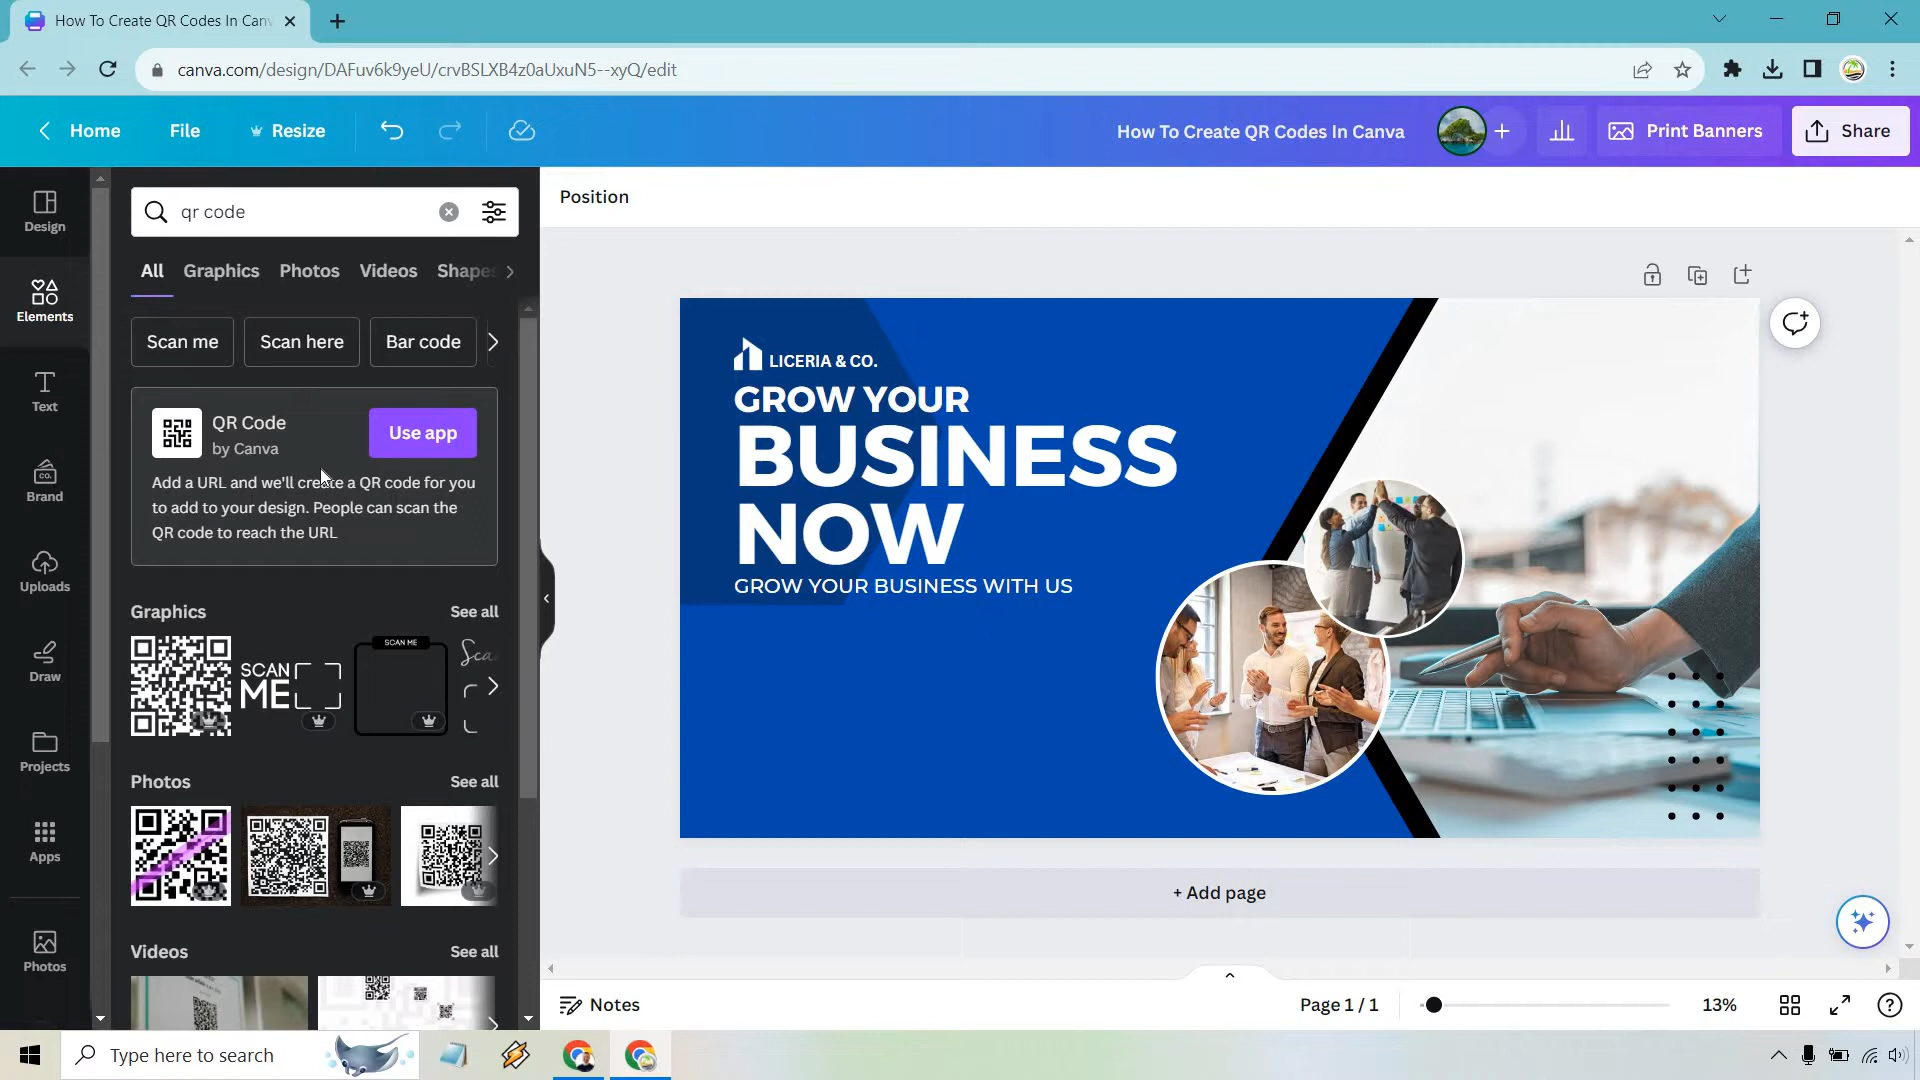 How To Create QR Codes In Canv
canva.com/design/DAFuv6k9yeU/crvBSLXB4z0aUxuN5--xyQ/edit
Home
File
Resize
How To Create QR Codes In Canva
Print Banners
Share
Design
Elements
Text
Brand
Uploads
Draw
Projects
Apps
Photos
qr code
All
Graphics
Photos
Videos
Shapes
Scan me
Scan here
Bar code
QR Code
by Canva
Use app
Add a URL and we'll create a QR code for you
to add to your design. People can scan the
QR code to reach the URL
Graphics
See all
SCAN
ME
SCAN ME
Photos
See all
Videos
See all
Position
LICERIA & CO.
GROW YOUR
BUSINESS
NOW
GROW YOUR BUSINESS WITH US
+ Add page
Notes
Page 1 / 1
13%
Type here to search